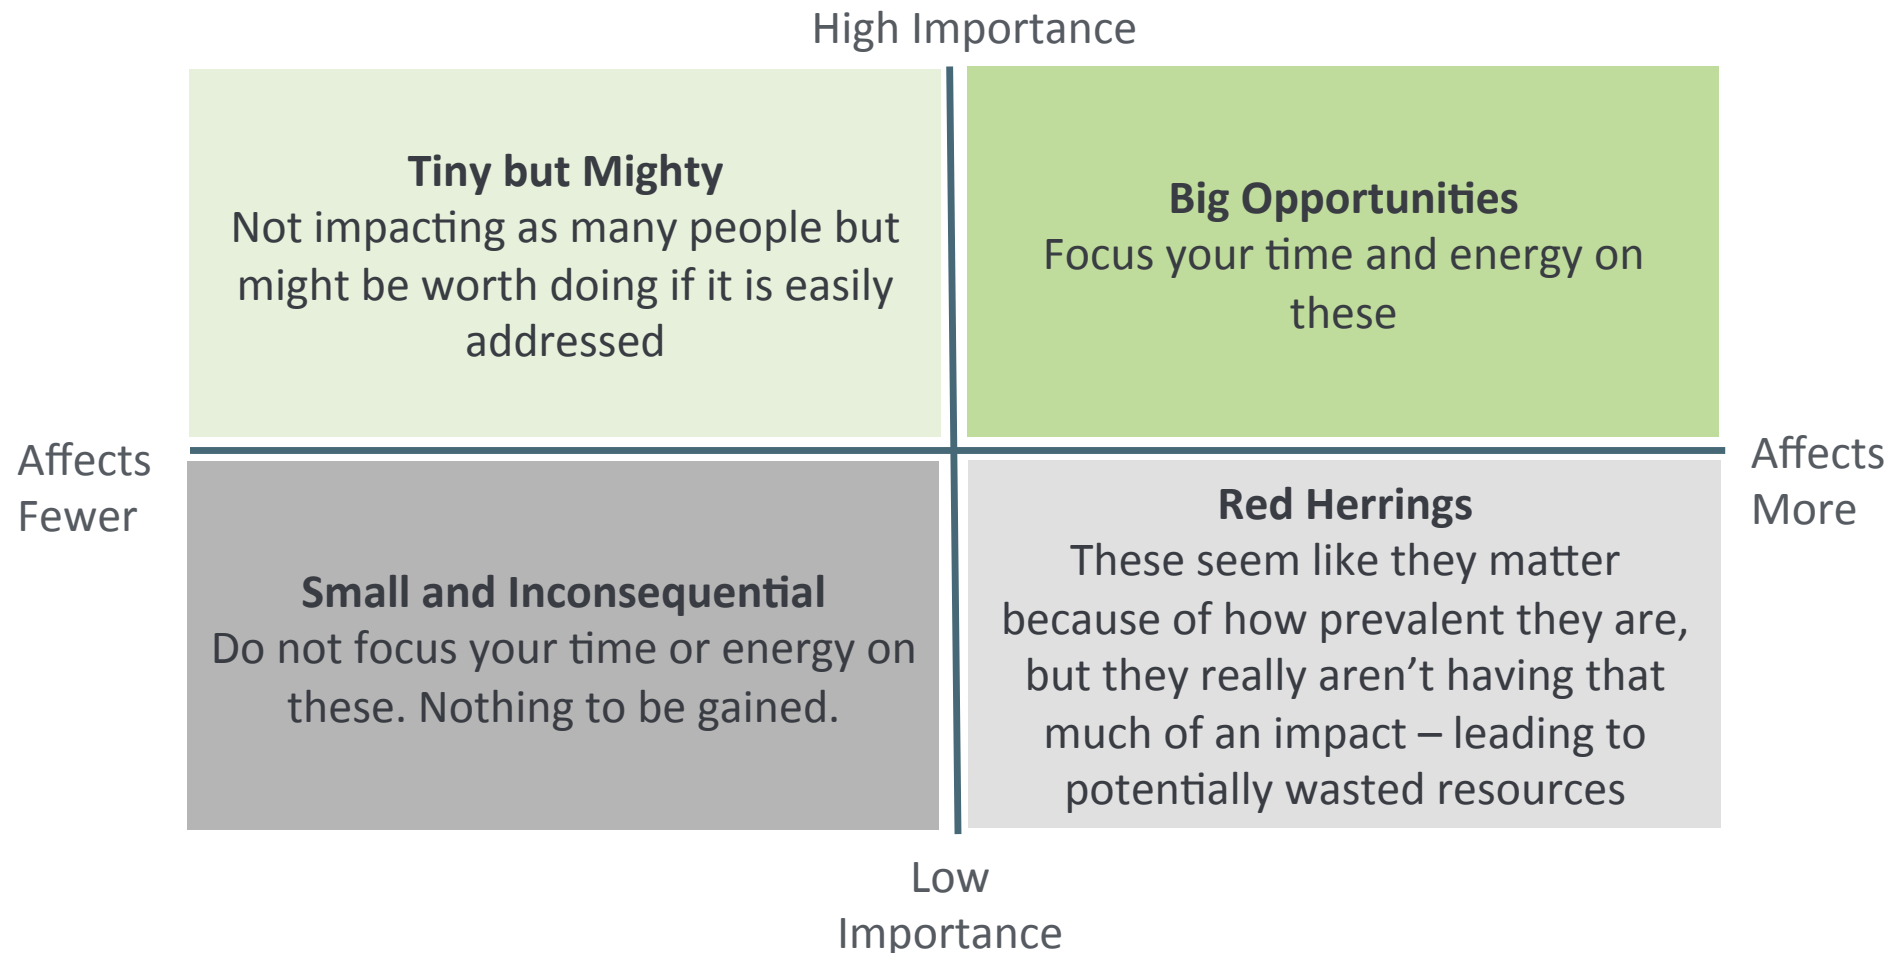 High Importance
Tiny but Mighty
Not impacting as many people but
might be worth doing if it is easily
addressed
Big Opportunities
Focus your time and energy on
these
Affects
Fewer
Affects
More
Small and Inconsequential
Do not focus your time or energy on
these. Nothing to be gained.
Red Herrings
These seem like they matter
because of how prevalent they are,
but they really aren’t having that
much of an impact – leading to
potentially wasted resources
Low
Importance